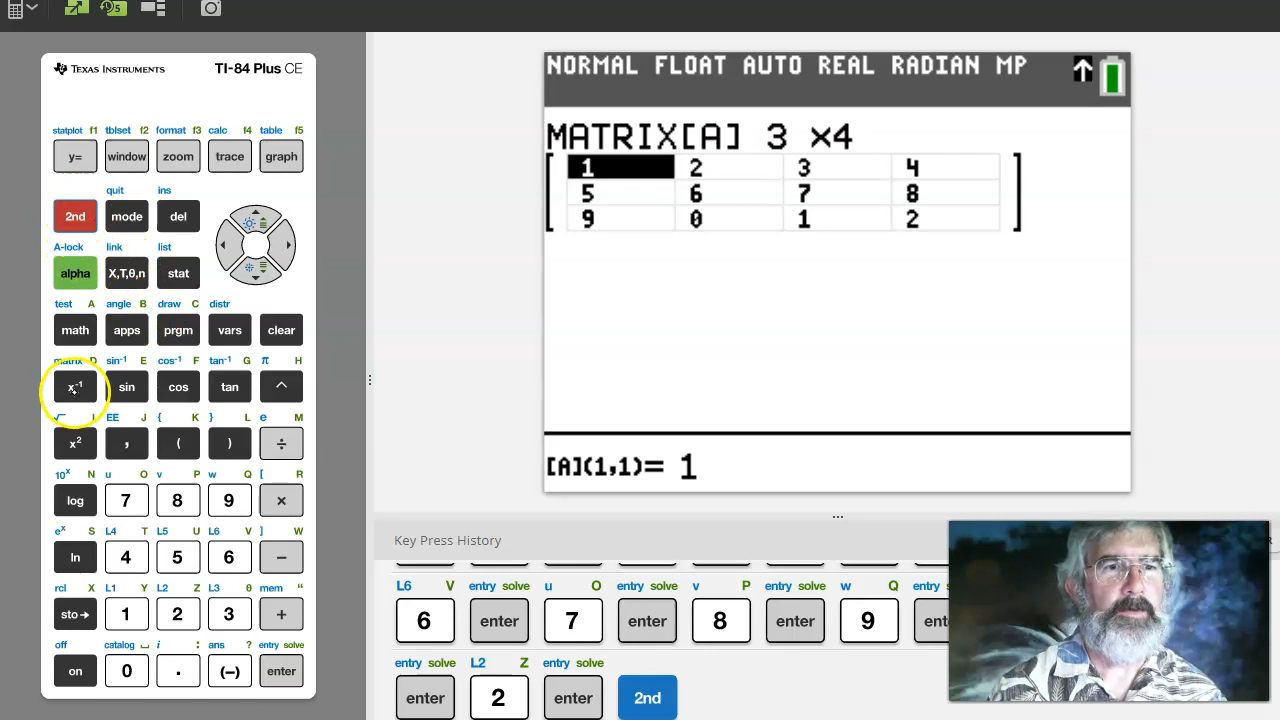 TEXAS INSTRUMENTS TI-84 Plus CE
statplot f1 tblset f2 format f3 calc f4 table f5
y= window zoom trace graph
quit ins
2nd mode del
A-lock link list
alpha X,T,θ,n stat
test A angle B draw C distr
math apps prgm vars clear
matrix D sin⁻¹ E cos⁻¹ F tan⁻¹ G π H
x⁻¹ sin cos tan ^
√ I EE J { K } L e M
x² , ( ) ÷
10ˣ N u O v P w Q [ R
log 7 8 9 ×
eˣ S L4 T L5 U L6 V ] W
ln 4 5 6 −
rcl X L1 Y L2 Z L3 θ mem “
sto→ 1 2 3 +
off catalog ⎵ i : ans ? entry solve
on 0 . (−) enter
NORMAL FLOAT AUTO REAL RADIAN MP
MATRIX[A] 3 ×4
[ 1 2 3 4 ]
5 6 7 8
9 0 1 2
[A](1,1)= 1
Key Press History
L6 V entry solve u O entry solve v P entry solve w Q entry
6 enter 7 enter 8 enter 9
entry solve L2 Z entry solve
enter 2 enter 2nd